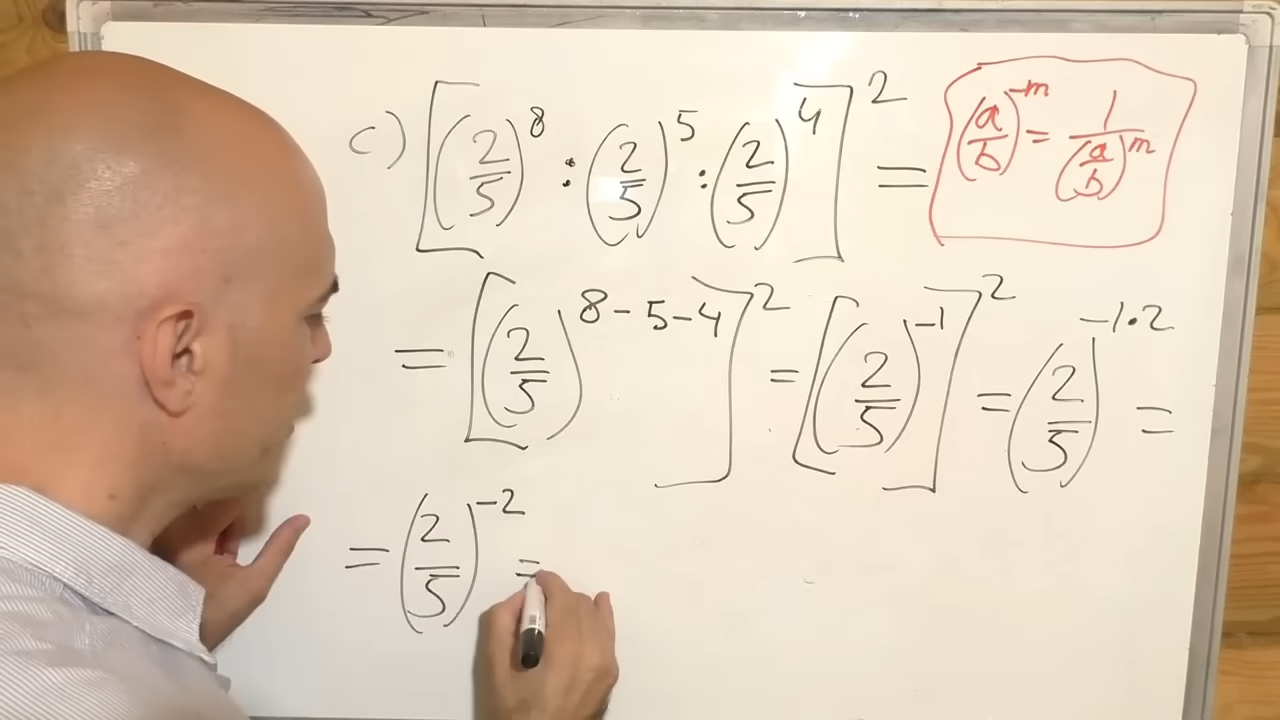 c) [(2/5)^8 : (2/5)^5 : (2/5)^4]^2 =
(a/b)^-m = 1/(a/b)^m
= [(2/5)^8-5-4]^2 = [(2/5)^-1]^2 = (2/5)^-1·2 =
= (2/5)^-2 =